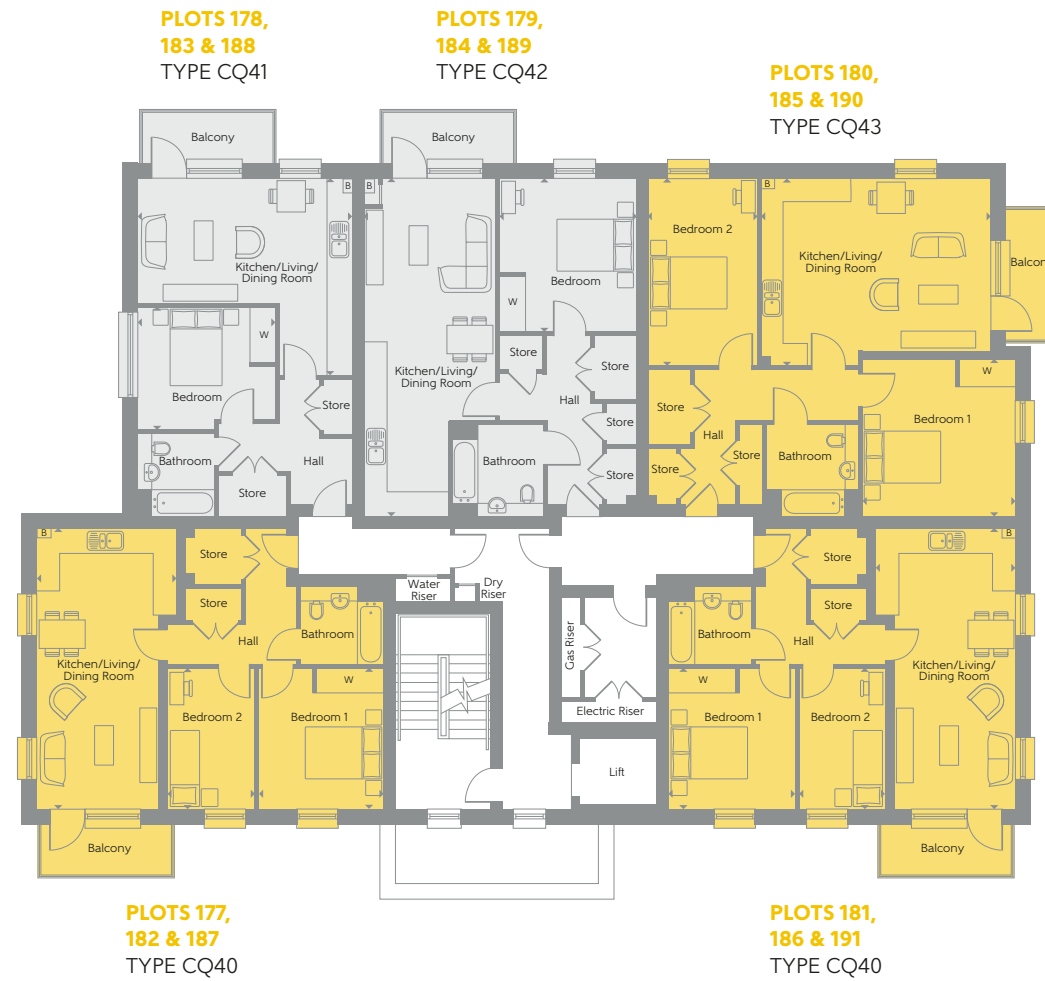 PLOTS 178,
183 & 188
TYPE CQ41
PLOTS 179,
184 & 189
TYPE CQ42
PLOTS 180,
185 & 190
TYPE CQ43
Balcony
B
Kitchen/Living/
Dining Room
W
Bedroom
Store
Bathroom
Hall
Store
Balcony
B
Bedroom
W
Store
Store
Kitchen/Living/
Dining Room
Hall
Store
Bathroom
Store
B
Bedroom 2
Kitchen/Living/
Dining Room
Balcon
W
Store
Bedroom 1
Hall
Store
Store
Bathroom
B
Store
Store
Hall
Bathroom
Kitchen/Living/
Dining Room
W
Bedroom 2
Bedroom 1
Balcony
Water
Riser
Dry
Riser
Gas Riser
Electric Riser
Lift
B
Store
Store
Bathroom
Hall
Kitchen/Living/
Dining Room
W
Bedroom 1
Bedroom 2
Balcony
PLOTS 177,
182 & 187
TYPE CQ40
PLOTS 181,
186 & 191
TYPE CQ40